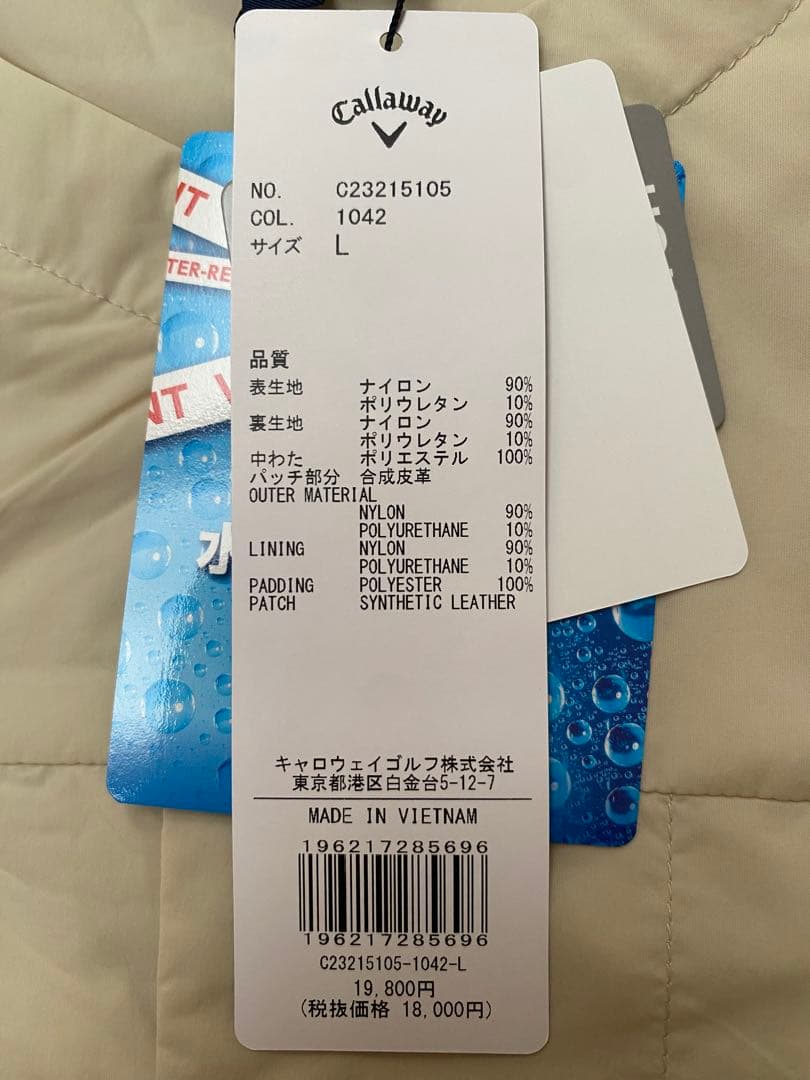 Callaway
NO. C23215105
COL. 1042
サイズ L
品質
表生地 ナイロン 90%
ポリウレタン 10%
裏生地 ナイロン 90%
ポリウレタン 10%
中わた ポリエステル 100%
パッチ部分 合成皮革
OUTER MATERIAL
NYLON 90%
POLYURETHANE 10%
LINING NYLON 90%
POLYURETHANE 10%
PADDING POLYESTER 100%
PATCH SYNTHETIC LEATHER
キャロウェイゴルフ株式会社
東京都港区白金台5-12-7
MADE IN VIETNAM
196217285696
196217285696
C23215105-1042-L
19,800円
(税抜価格 18,000円)
NT
TER-RE
NT
水